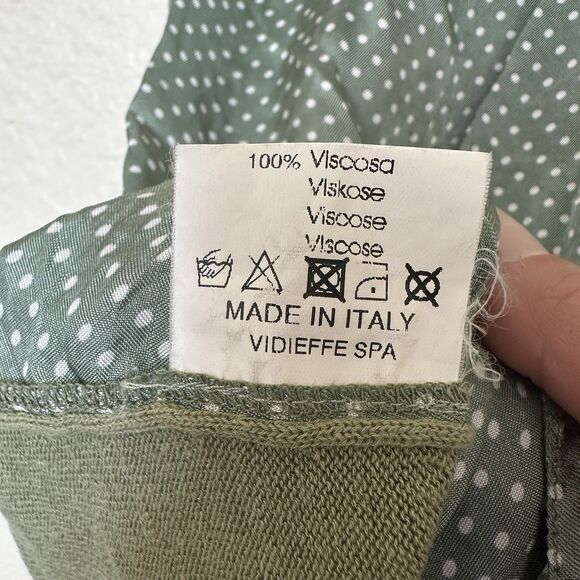 100% Viscosa
Viskose
Viscose
Viscose
MADE IN ITALY
VIDIEFFE SPA